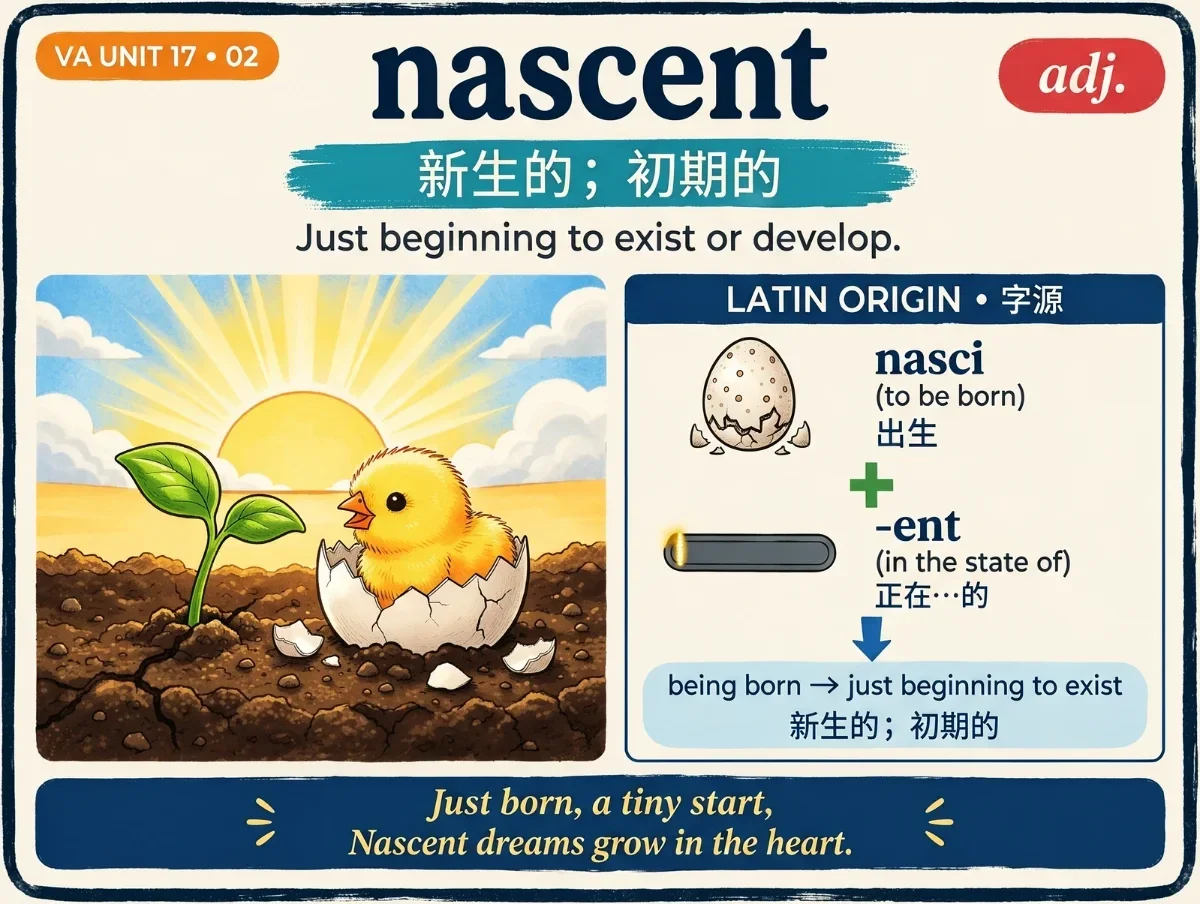 VA UNIT 17 • 02
nascent
adj.
新生的；初期的
Just beginning to exist or develop.
LATIN ORIGIN • 字源
nasci
(to be born)
出生
-ent
(in the state of)
正在…的
being born → just beginning to exist
新生的；初期的
Just born, a tiny start,
Nascent dreams grow in the heart.